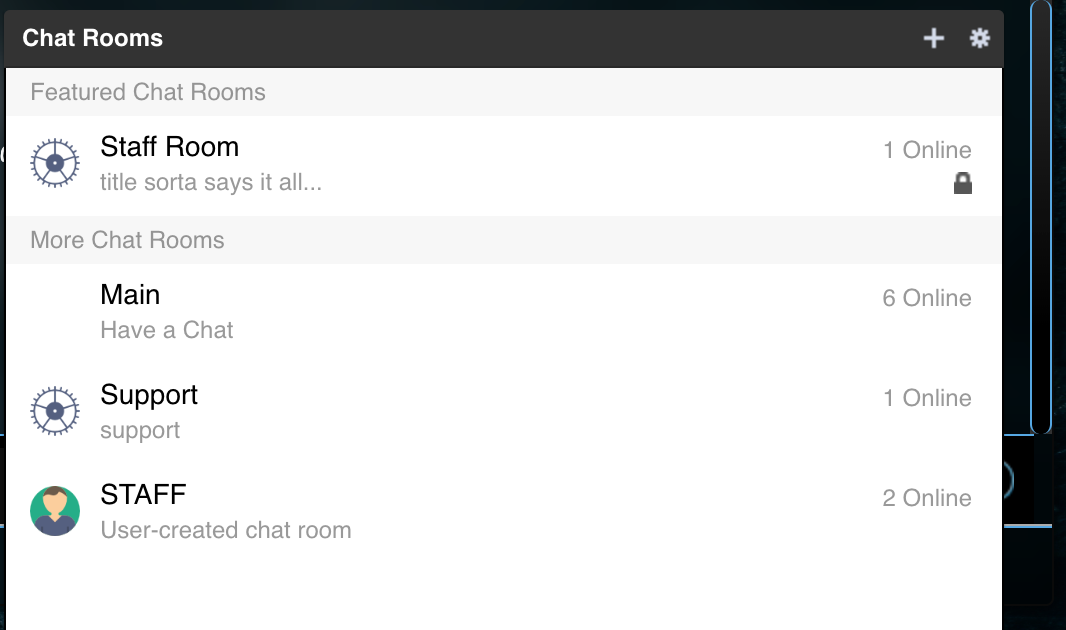 Chat Rooms
Featured Chat Rooms
Staff Room
1 Online
title sorta says it all...
More Chat Rooms
Main
6 Online
Have a Chat
Support
1 Online
support
STAFF
2 Online
User-created chat room